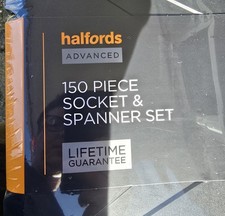 halfords
ADVANCED
150 PIECE
SOCKET &
SPANNER SET
LIFETIME
GUARANTEE